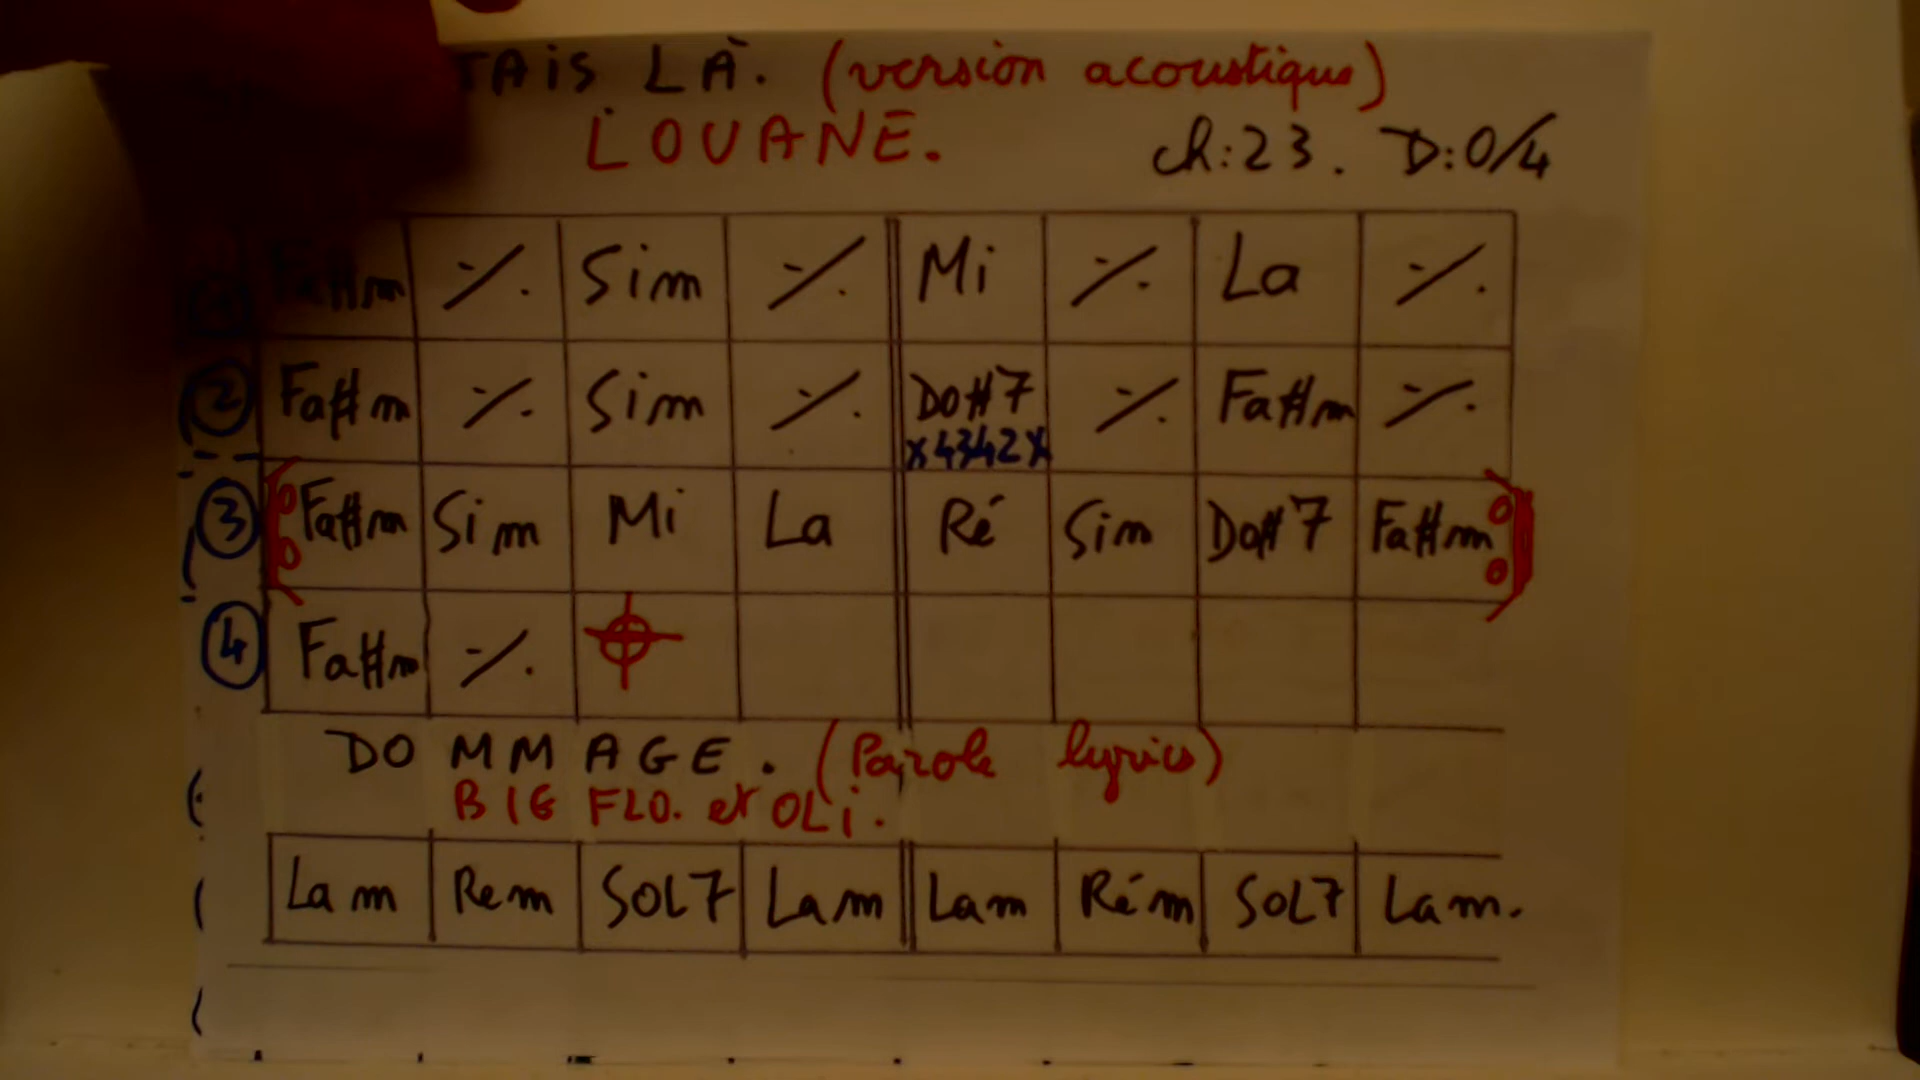 TAIS LÀ. (version acoustique)
LOUANE. ch:23. D:0/4
Fa#m ٪ Sim ٪ Mi ٪ La ٪
2 Fa#m ٪ Sim ٪ Do#7 ٪ Fa#m ٪
x4342x
3 Fa#m Sim Mi La Ré Sim Do#7 Fa#m
4 Fa#m ٪
DOMMAGE. (Parole lyrics)
BIG FLO. et OLi.
Lam Rem SOL7 Lam Lam Rém SOL7 Lam.